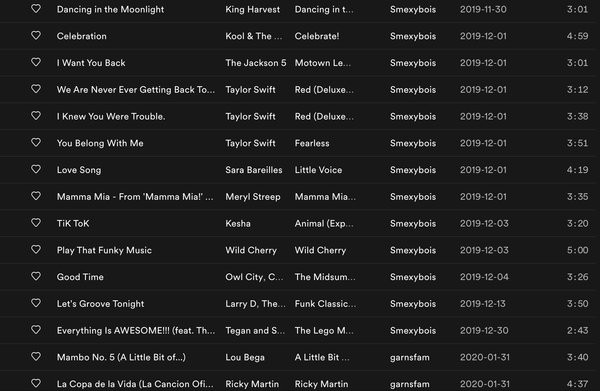 Dancing in the Moonlight King Harvest Dancing in t... Smexybois 2019-11-30 3:01
Celebration Kool & The ... Celebrate! Smexybois 2019-12-01 4:59
I Want You Back The Jackson 5 Motown Le... Smexybois 2019-12-01 3:01
We Are Never Ever Getting Back To... Taylor Swift Red (Deluxe... Smexybois 2019-12-01 3:12
I Knew You Were Trouble. Taylor Swift Red (Deluxe... Smexybois 2019-12-01 3:38
You Belong With Me Taylor Swift Fearless Smexybois 2019-12-01 3:51
Love Song Sara Bareilles Little Voice Smexybois 2019-12-01 4:19
Mamma Mia - From 'Mamma Mia!' ... Meryl Streep Mamma Mia... Smexybois 2019-12-01 3:35
TiK ToK Kesha Animal (Exp... Smexybois 2019-12-03 3:20
Play That Funky Music Wild Cherry Wild Cherry Smexybois 2019-12-03 5:00
Good Time Owl City, C... The Midsum... Smexybois 2019-12-04 3:26
Let's Groove Tonight Larry D, The... Funk Classic... Smexybois 2019-12-13 3:50
Everything Is AWESOME!!! (feat. Th... Tegan and S... The Lego M... Smexybois 2019-12-30 2:43
Mambo No. 5 (A Little Bit of...) Lou Bega A Little Bit ... garnsfam 2020-01-31 3:40
La Copa de la Vida (La Cancion Ofi... Ricky Martin Ricky Martin garnsfam 2020-01-31 4:37